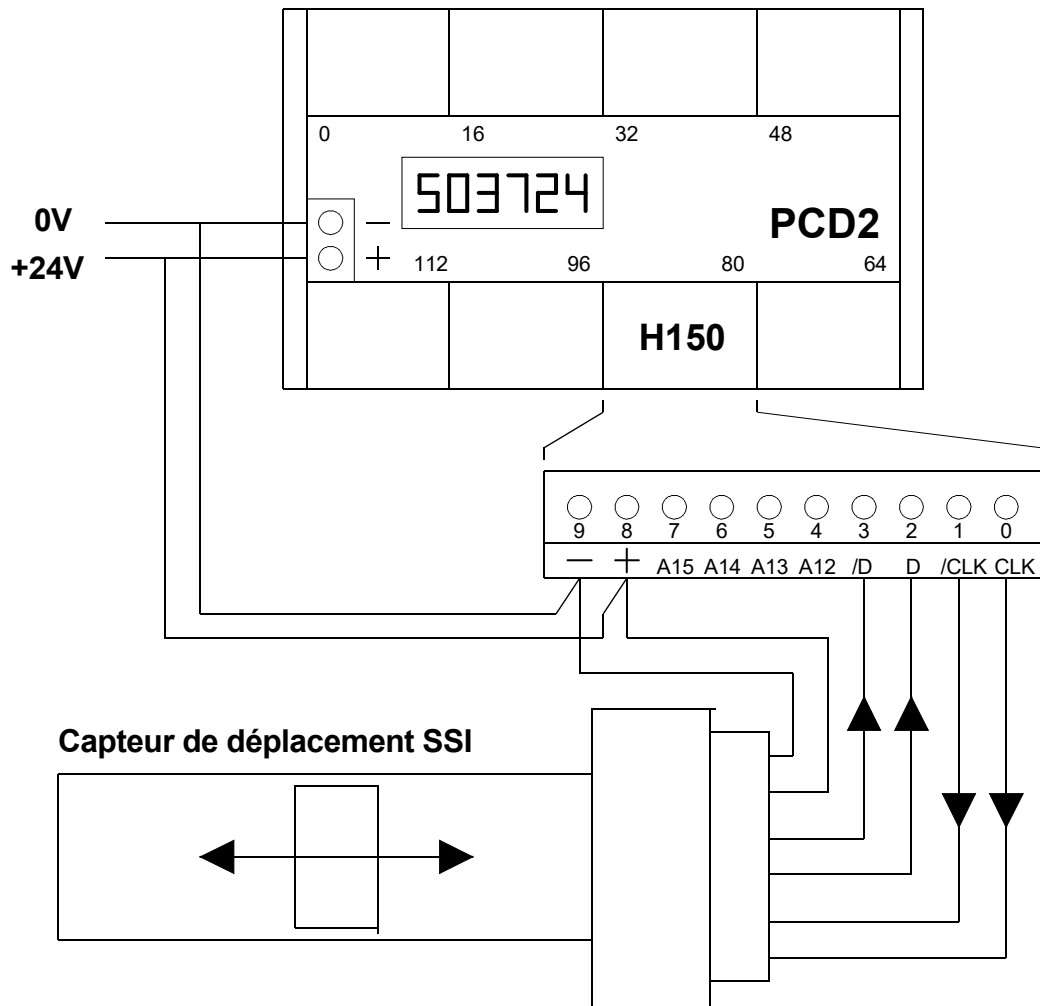 0 16 32 48
503724
0V − PCD2
+24V + 112 96 80 64
H150
9 8 7 6 5 4 3 2 1 0
− + A15 A14 A13 A12 /D D /CLK CLK
Capteur de déplacement SSI